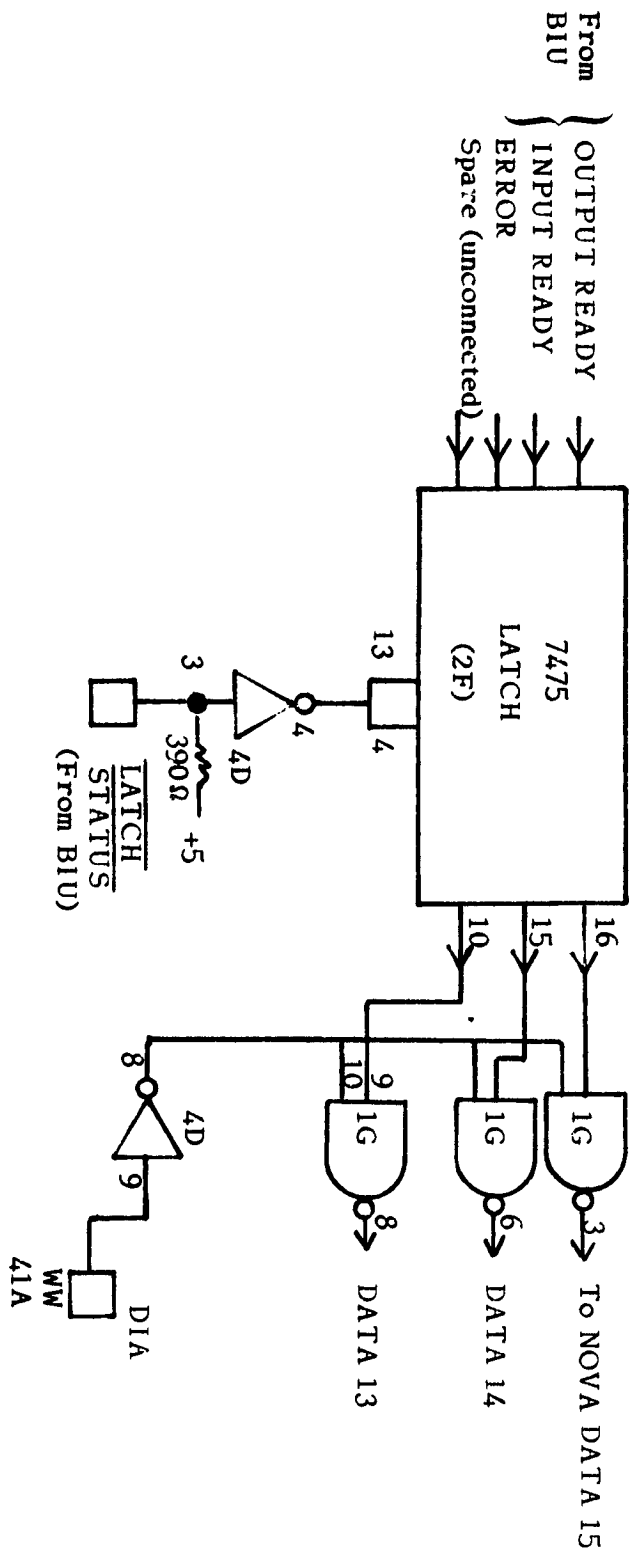 From
BIU
OUTPUT READY
INPUT READY
ERROR
Spare (unconnected)
7475
LATCH
(2F)
13
4
4
4D
3
390Ω
+5
LATCH
STATUS
(From BIU)
16
15
10
1G
3
To NOVA DATA 15
1G
6
DATA 14
9
10
1G
8
DATA 13
8
4D
9
DIA
WW
41A